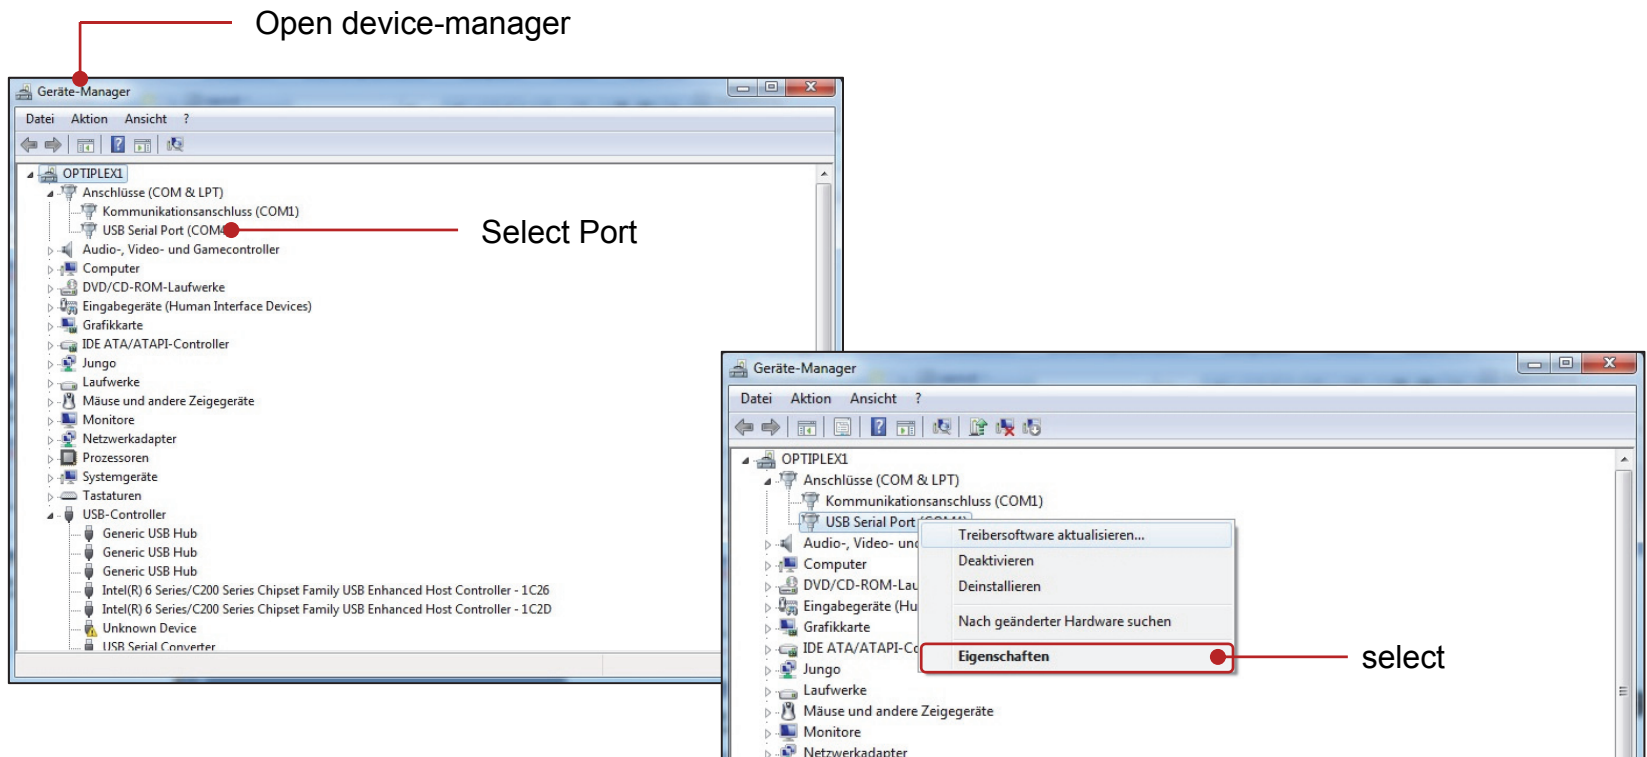 Open device-manager
Geräte-Manager
Datei Aktion Ansicht ?
OPTIPLEX1
Anschlüsse (COM & LPT)
Kommunikationsanschluss (COM1)
USB Serial Port
Select Port
Audio-, Video- und Gamecontroller
Computer
DVD/CD-ROM-Laufwerke
Eingabegeräte (Human Interface Devices)
Grafikkarte
IDE ATA/ATAPI-Controller
Jungo
Laufwerke
Mäuse und andere Zeigegeräte
Monitore
Netzwerkadapter
Prozessoren
Systemgeräte
Tastaturen
USB-Controller
Generic USB Hub
Generic USB Hub
Generic USB Hub
Intel(R) 6 Series/C200 Series Chipset Family USB Enhanced Host Controller - 1C26
Intel(R) 6 Series/C200 Series Chipset Family USB Enhanced Host Controller - 1C2D
Unknown Device
USB Serial Converter
Geräte-Manager
Datei Aktion Ansicht ?
OPTIPLEX1
Anschlüsse (COM & LPT)
Kommunikationsanschluss (COM1)
USB Serial Port
Audio-, Video- und
Computer
DVD/CD-ROM-Lau
Eingabegeräte (Hu
Grafikkarte
IDE ATA/ATAPI-Co
Jungo
Laufwerke
Mäuse und andere Zeigegeräte
Monitore
Netzwerkadapter
Treibersoftware aktualisieren...
Deaktivieren
Deinstallieren
Nach geänderter Hardware suchen
Eigenschaften
select